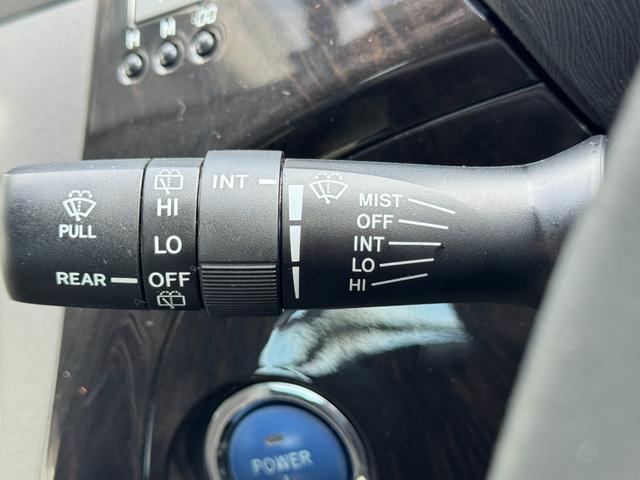 PULL
REAR
HI
LO
OFF
INT
MIST
OFF
INT
LO
HI
POWER